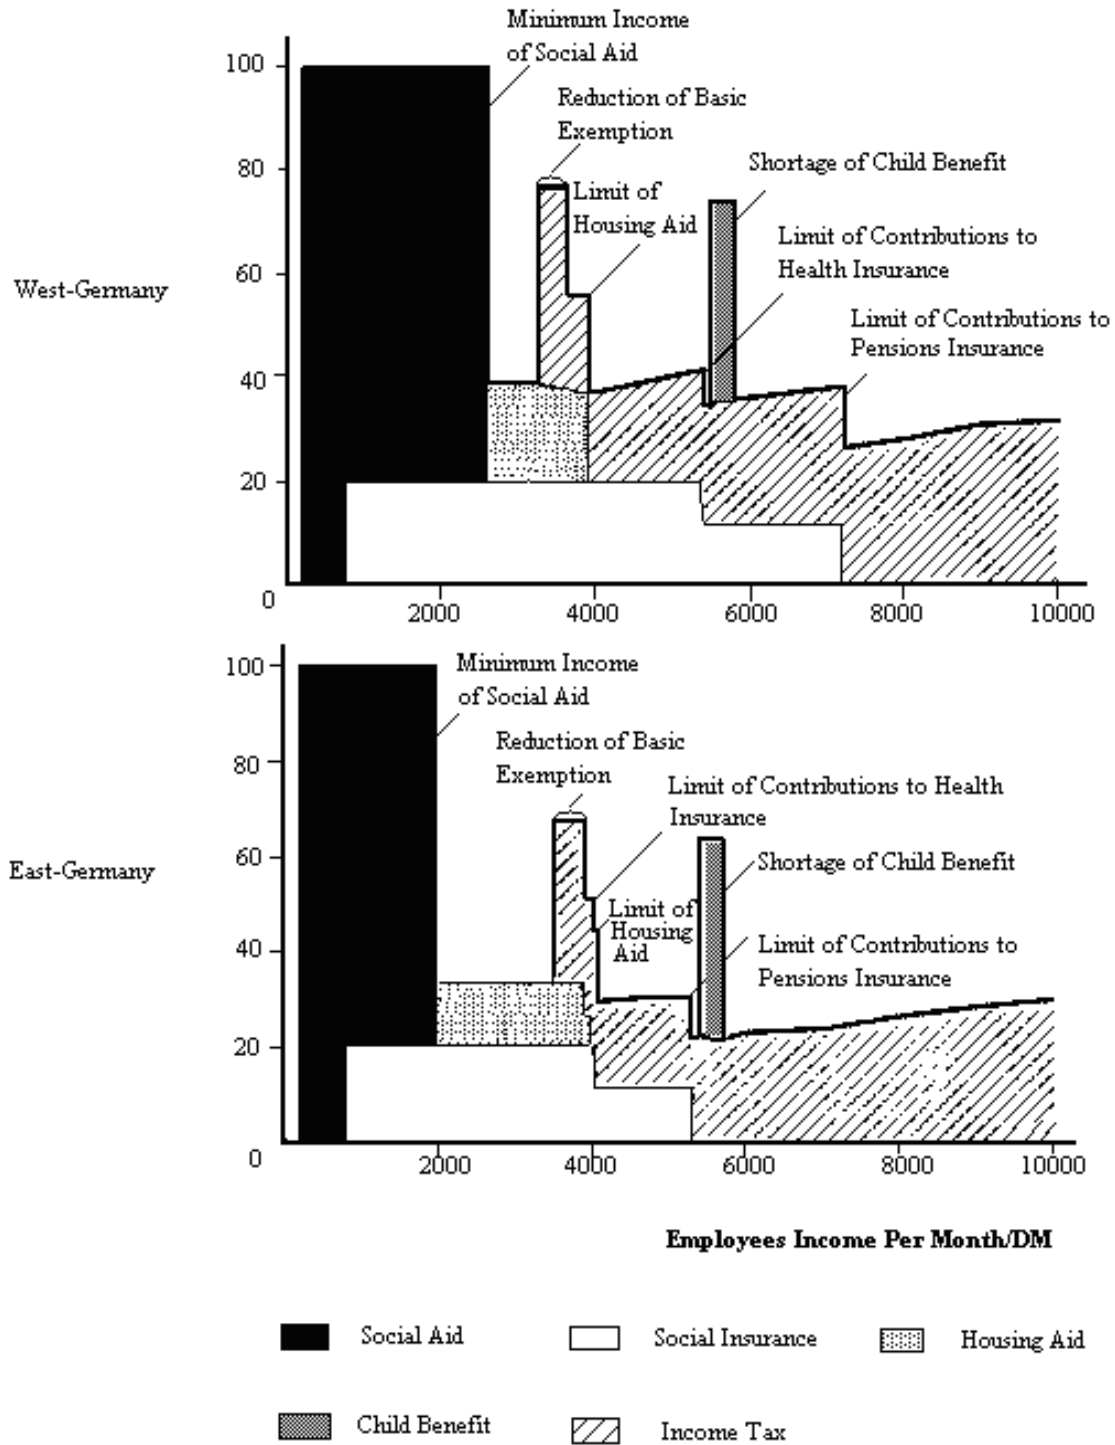 Minimum Income
of Social Aid
100
Reduction of Basic
Exemption
80
Shortage of Child Benefit
Limit of
Housing Aid
Limit of Contributions to
Health Insurance
60
West-Germany
Limit of Contributions to
Pensions Insurance
40
20
0
2000 4000 6000 8000 10000
100
Minimum Income
of Social Aid
Reduction of Basic
Exemption
80
Limit of Contributions to Health
Insurance
60
East-Germany
Shortage of Child Benefit
Limit of
Housing
Aid
40
Limit of Contributions to
Pensions Insurance
20
0
2000 4000 6000 8000 10000
Employees Income Per Month/DM
Social Aid Social Insurance Housing Aid
Child Benefit Income Tax